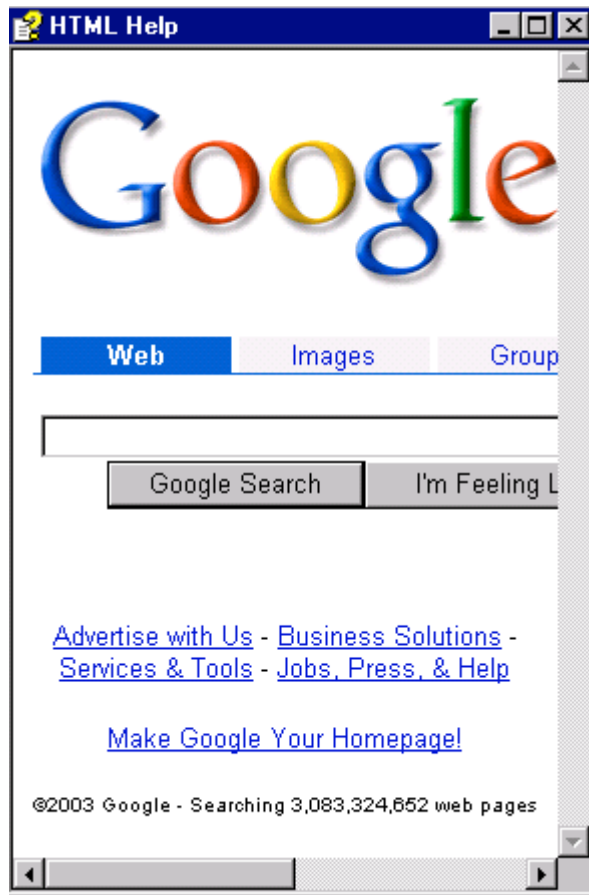 HTML Help
Google
Web Images Group
Google Search I'm Feeling L
Advertise with Us - Business Solutions -
Services & Tools - Jobs, Press, & Help
Make Google Your Homepage!
©2003 Google - Searching 3,083,324,652 web pages